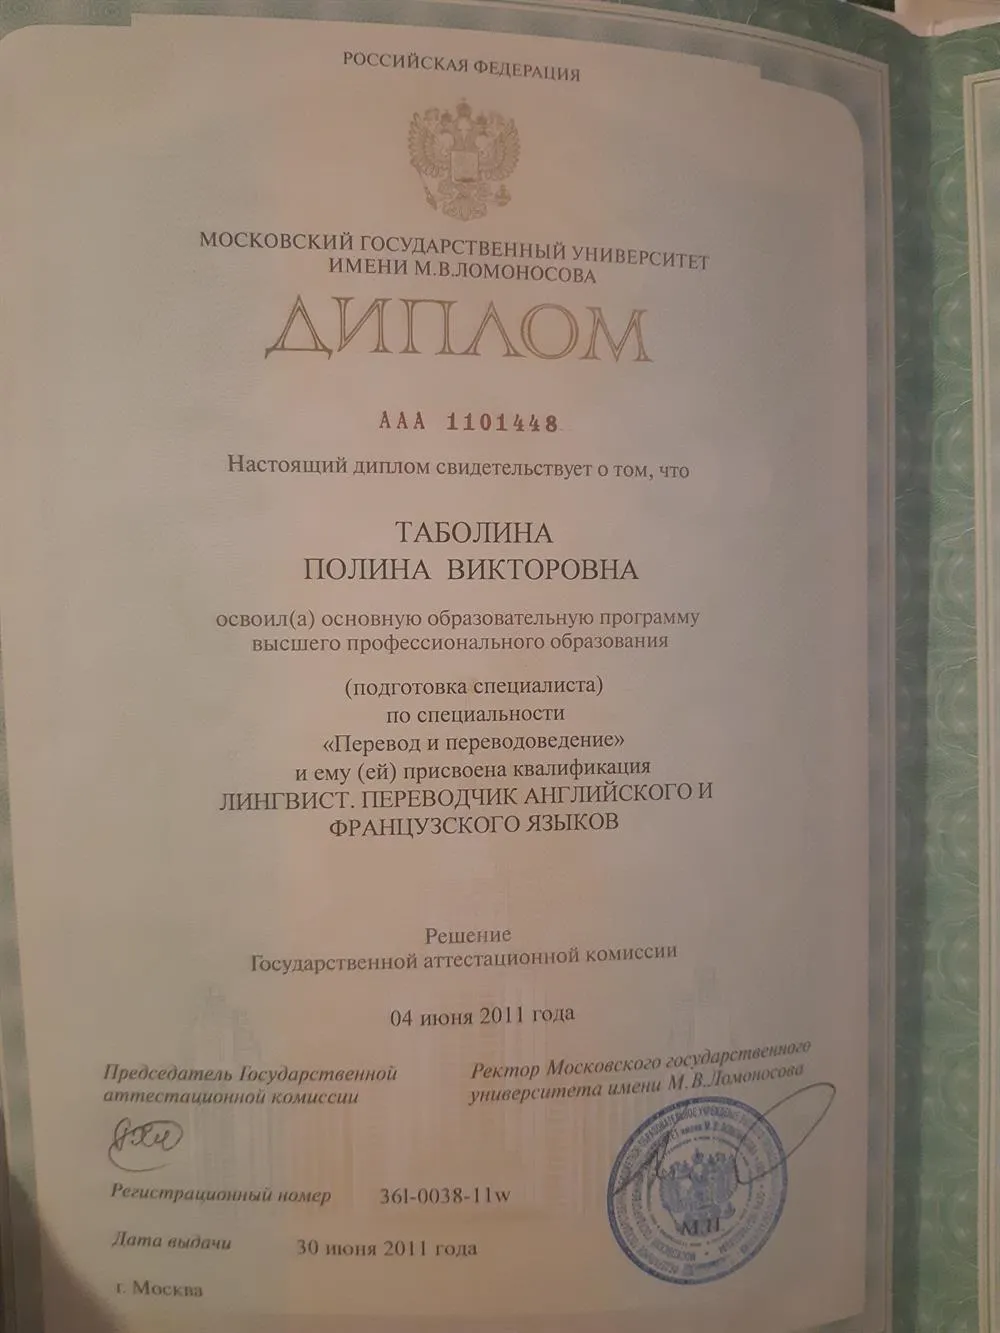 РОССИЙСКАЯ ФЕДЕРАЦИЯ
МОСКОВСКИЙ ГОСУДАРСТВЕННЫЙ УНИВЕРСИТЕТ
ИМЕНИ М.В.ЛОМОНОСОВА
ДИПЛОМ
ААА 1101448
Настоящий диплом свидетельствует о том, что
ТАБОЛИНА
ПОЛИНА ВИКТОРОВНА
освоил(а) основную образовательную программу
высшего профессионального образования
(подготовка специалиста)
по специальности
«Перевод и переводоведение»
и ему (ей) присвоена квалификация
ЛИНГВИСТ. ПЕРЕВОДЧИК АНГЛИЙСКОГО И
ФРАНЦУЗСКОГО ЯЗЫКОВ
Решение
Государственной аттестационной комиссии
04 июня 2011 года
Председатель Государственной
аттестационной комиссии
Ректор Московского государственного
университета имени М.В.Ломоносова
М.П.
Регистрационный номер 36l-0038-11w
Дата выдачи 30 июня 2011 года
г. Москва